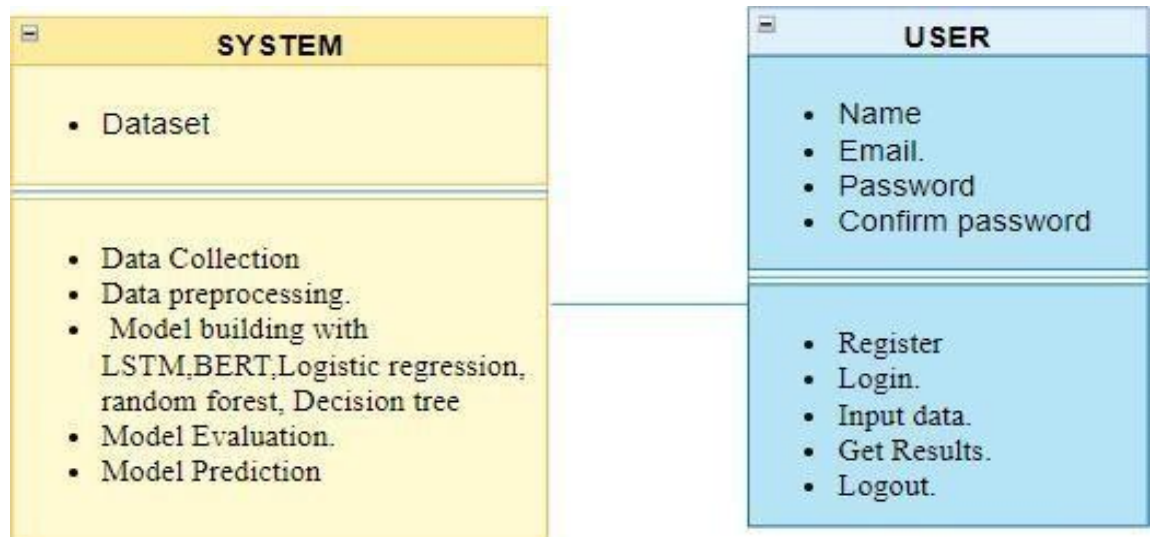 SYSTEM
• Dataset
• Data Collection
• Data preprocessing.
• Model building with
LSTM,BERT,Logistic regression,
random forest, Decision tree
• Model Evaluation.
• Model Prediction
USER
• Name
• Email.
• Password
• Confirm password
• Register
• Login.
• Input data.
• Get Results.
• Logout.